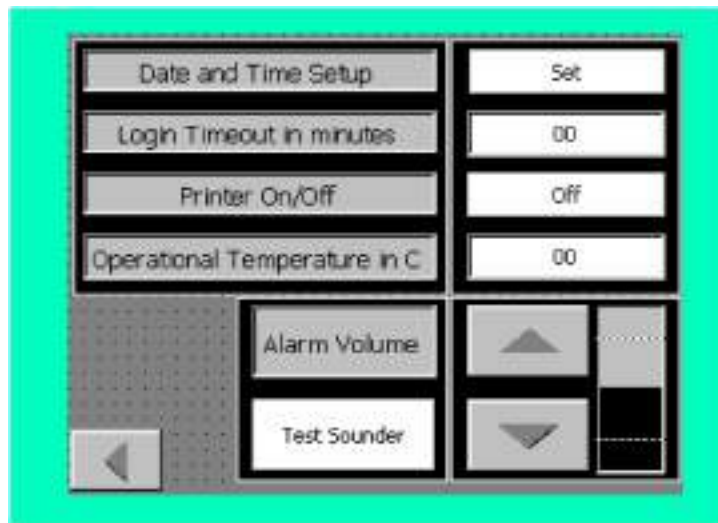 Date and Time Setup
Set
Login Timeout in minutes
00
Printer On/Off
Off
Operational Temperature in C
00
Alarm Volume
Test Sounder